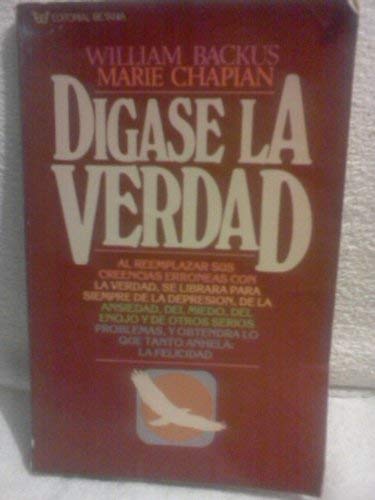 EDITORIAL BETANIA
WILLIAM BACKUS
MARIE CHAPIAN
DIGASE LA
VERDAD
AL REEMPLAZAR SUS
CREENCIAS ERRONEAS CON
LA VERDAD, SE LIBRARA PARA
SIEMPRE DE LA DEPRESION, DE LA
ANSIEDAD, DEL MIEDO, DEL
ENOJO Y DE OTROS SERIOS
PROBLEMAS, Y OBTENDRA LO
QUE TANTO ANHELA:
LA FELICIDAD